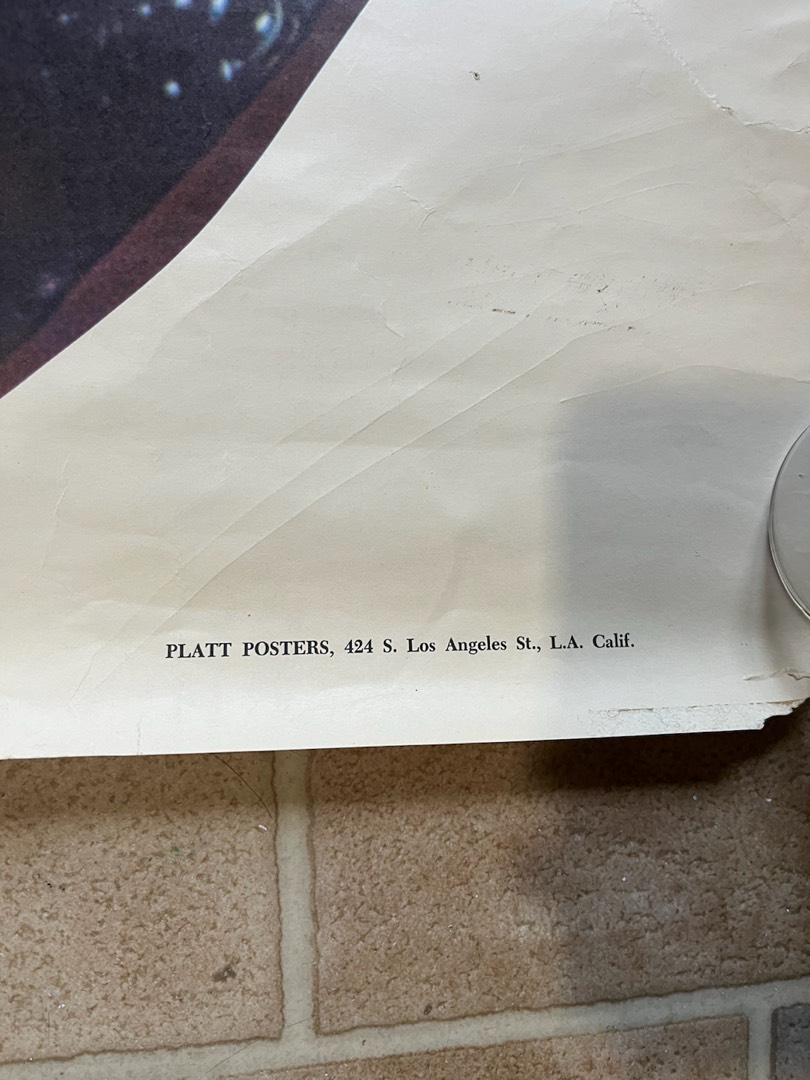 PLATT POSTERS, 424 S. Los Angeles St., L.A. Calif.